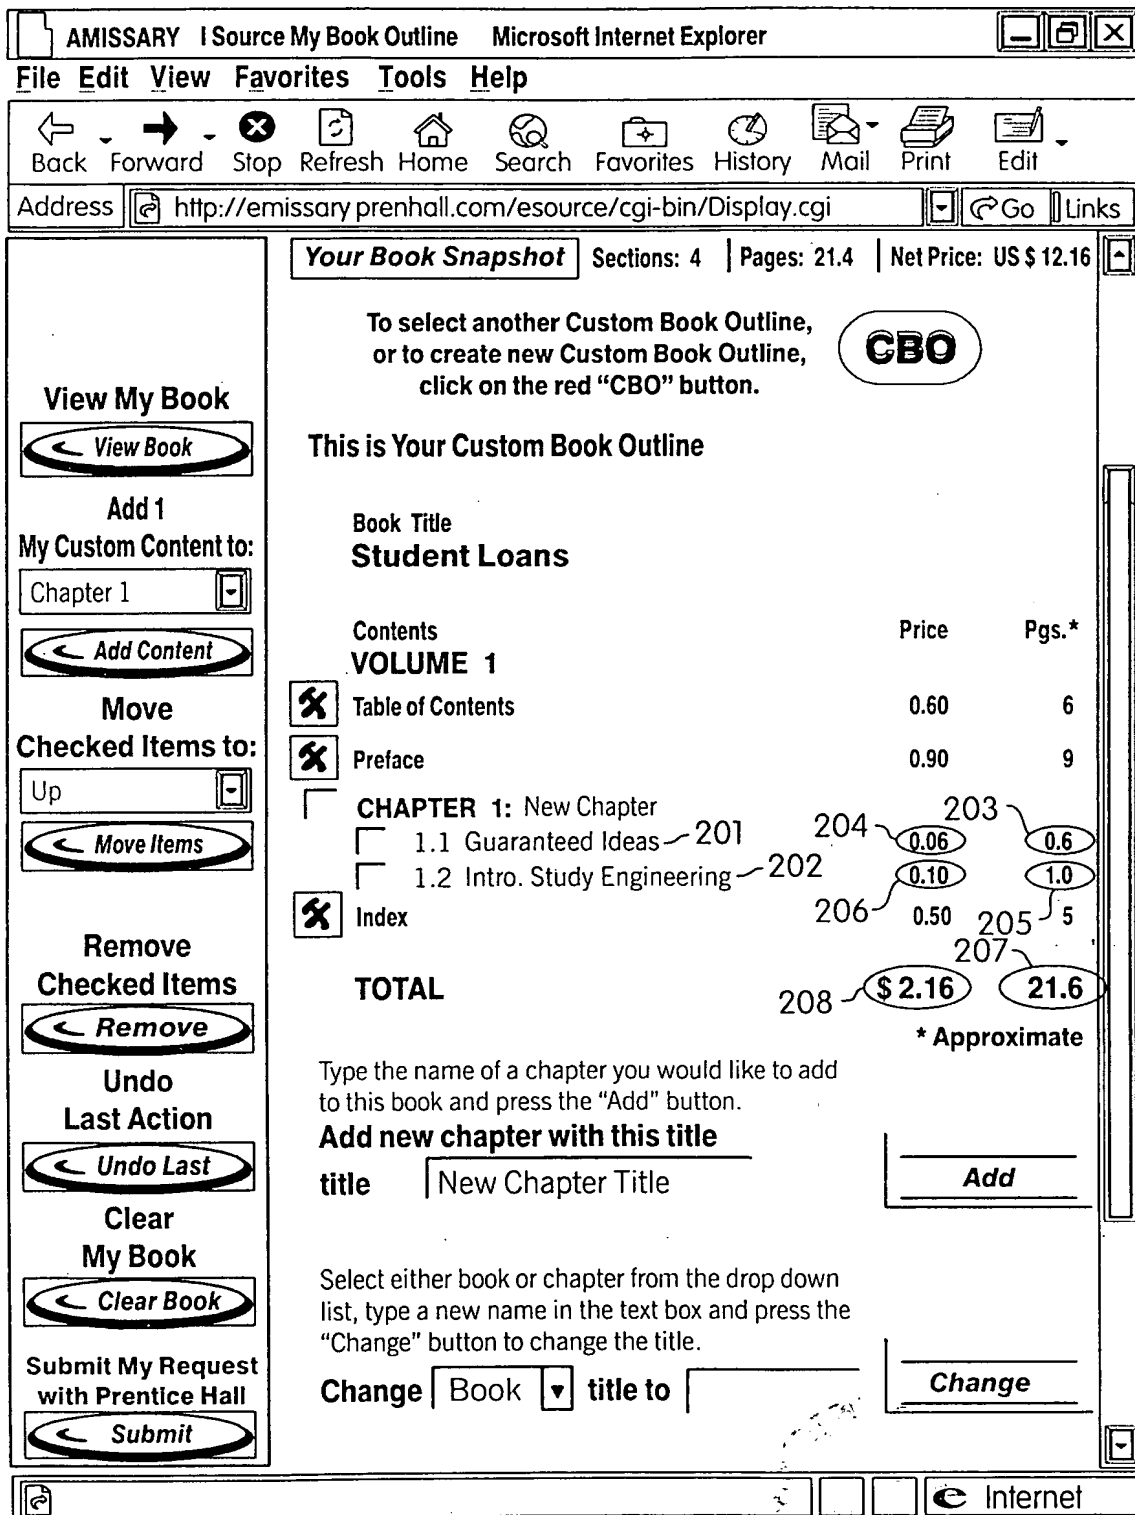 AMISSARY I Source My Book Outline Microsoft Internet Explorer
File Edit View Favorites Tools Help
Back Forward Stop Refresh Home Search Favorites History Mail Print Edit
Address http://emissary prenhall.com/esource/cgi-bin/Display.cgi Go Links
Your Book Snapshot Sections: 4 Pages: 21.4 Net Price: US $ 12.16
To select another Custom Book Outline,
or to create new Custom Book Outline,
click on the red “CBO” button.
CBO
View My Book
View Book
Add 1
My Custom Content to:
Chapter 1
Add Content
Move
Checked Items to:
Up
Move Items
Remove
Checked Items
Remove
Undo
Last Action
Undo Last
Clear
My Book
Clear Book
Submit My Request
with Prentice Hall
Submit
This is Your Custom Book Outline
Book Title
Student Loans
Contents Price Pgs.*
VOLUME 1
Table of Contents 0.60 6
Preface 0.90 9
CHAPTER 1: New Chapter 203
1.1 Guaranteed Ideas 201 204 0.06 0.6
1.2 Intro. Study Engineering 202 0.10 1.0
Index 206 0.50 205 5
207
TOTAL 208 $ 2.16 21.6
* Approximate
Type the name of a chapter you would like to add
to this book and press the “Add” button.
Add new chapter with this title
title New Chapter Title Add
Select either book or chapter from the drop down
list, type a new name in the text box and press the
“Change” button to change the title.
Change Book title to Change
Internet